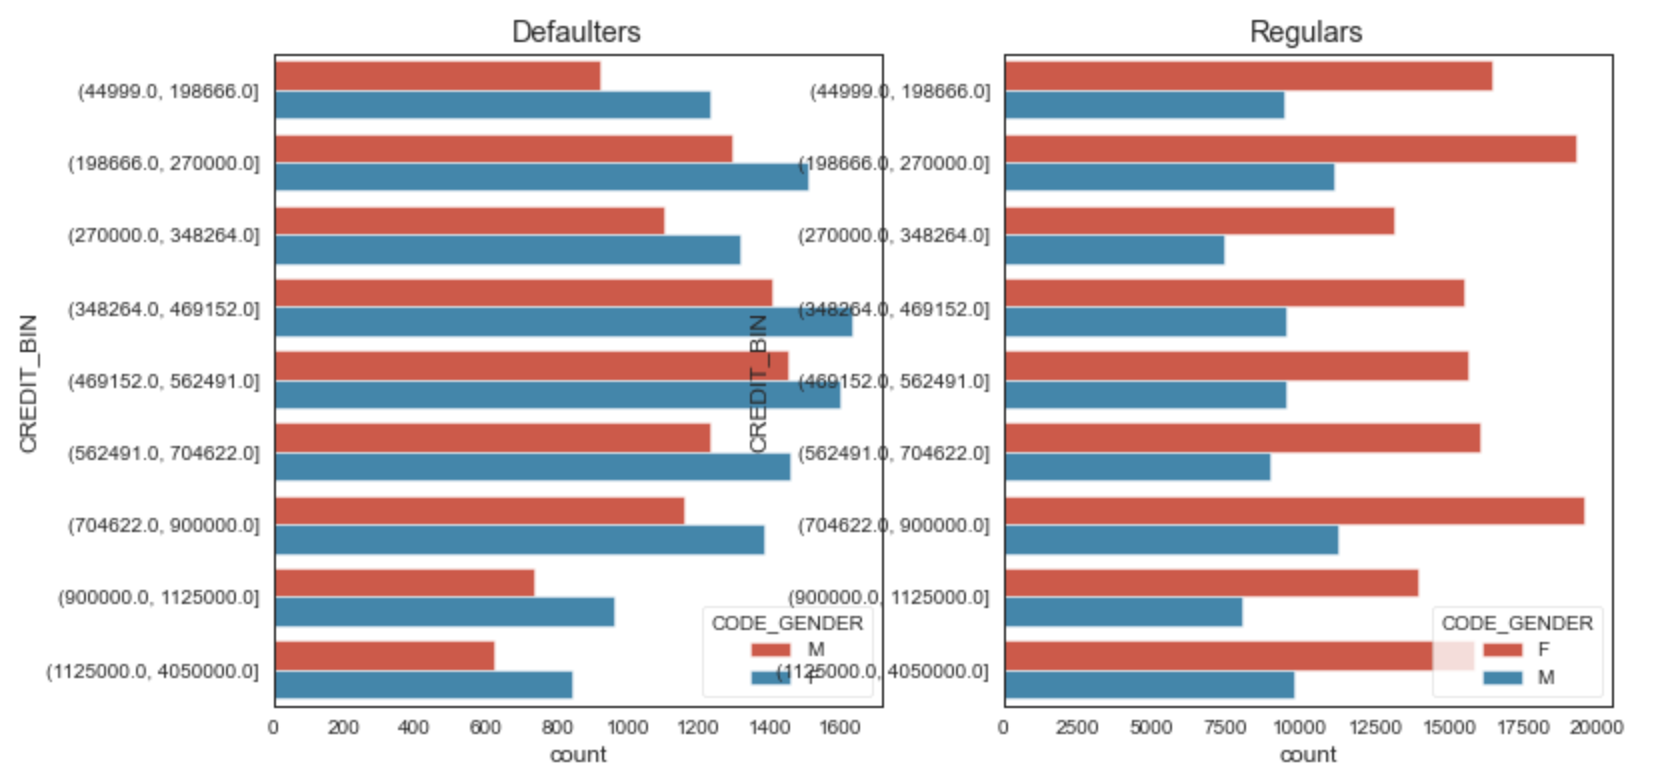 Defaulters
CREDIT_BIN
(44999.0, 198666.0]
(198666.0, 270000.0]
(270000.0, 348264.0]
(348264.0, 469152.0]
(469152.0, 562491.0]
(562491.0, 704622.0]
(704622.0, 900000.0]
(900000.0, 1125000.0]
(1125000.0, 4050000.0]
CODE_GENDER
M
F
0 200 400 600 800 1000 1200 1400 1600
count
Regulars
CREDIT_BIN
(44999.0, 198666.0]
(198666.0, 270000.0]
(270000.0, 348264.0]
(348264.0, 469152.0]
(469152.0, 562491.0]
(562491.0, 704622.0]
(704622.0, 900000.0]
(900000.0, 1125000.0]
(1125000.0, 4050000.0]
CODE_GENDER
F
M
0 2500 5000 7500 10000 12500 15000 17500 20000
count